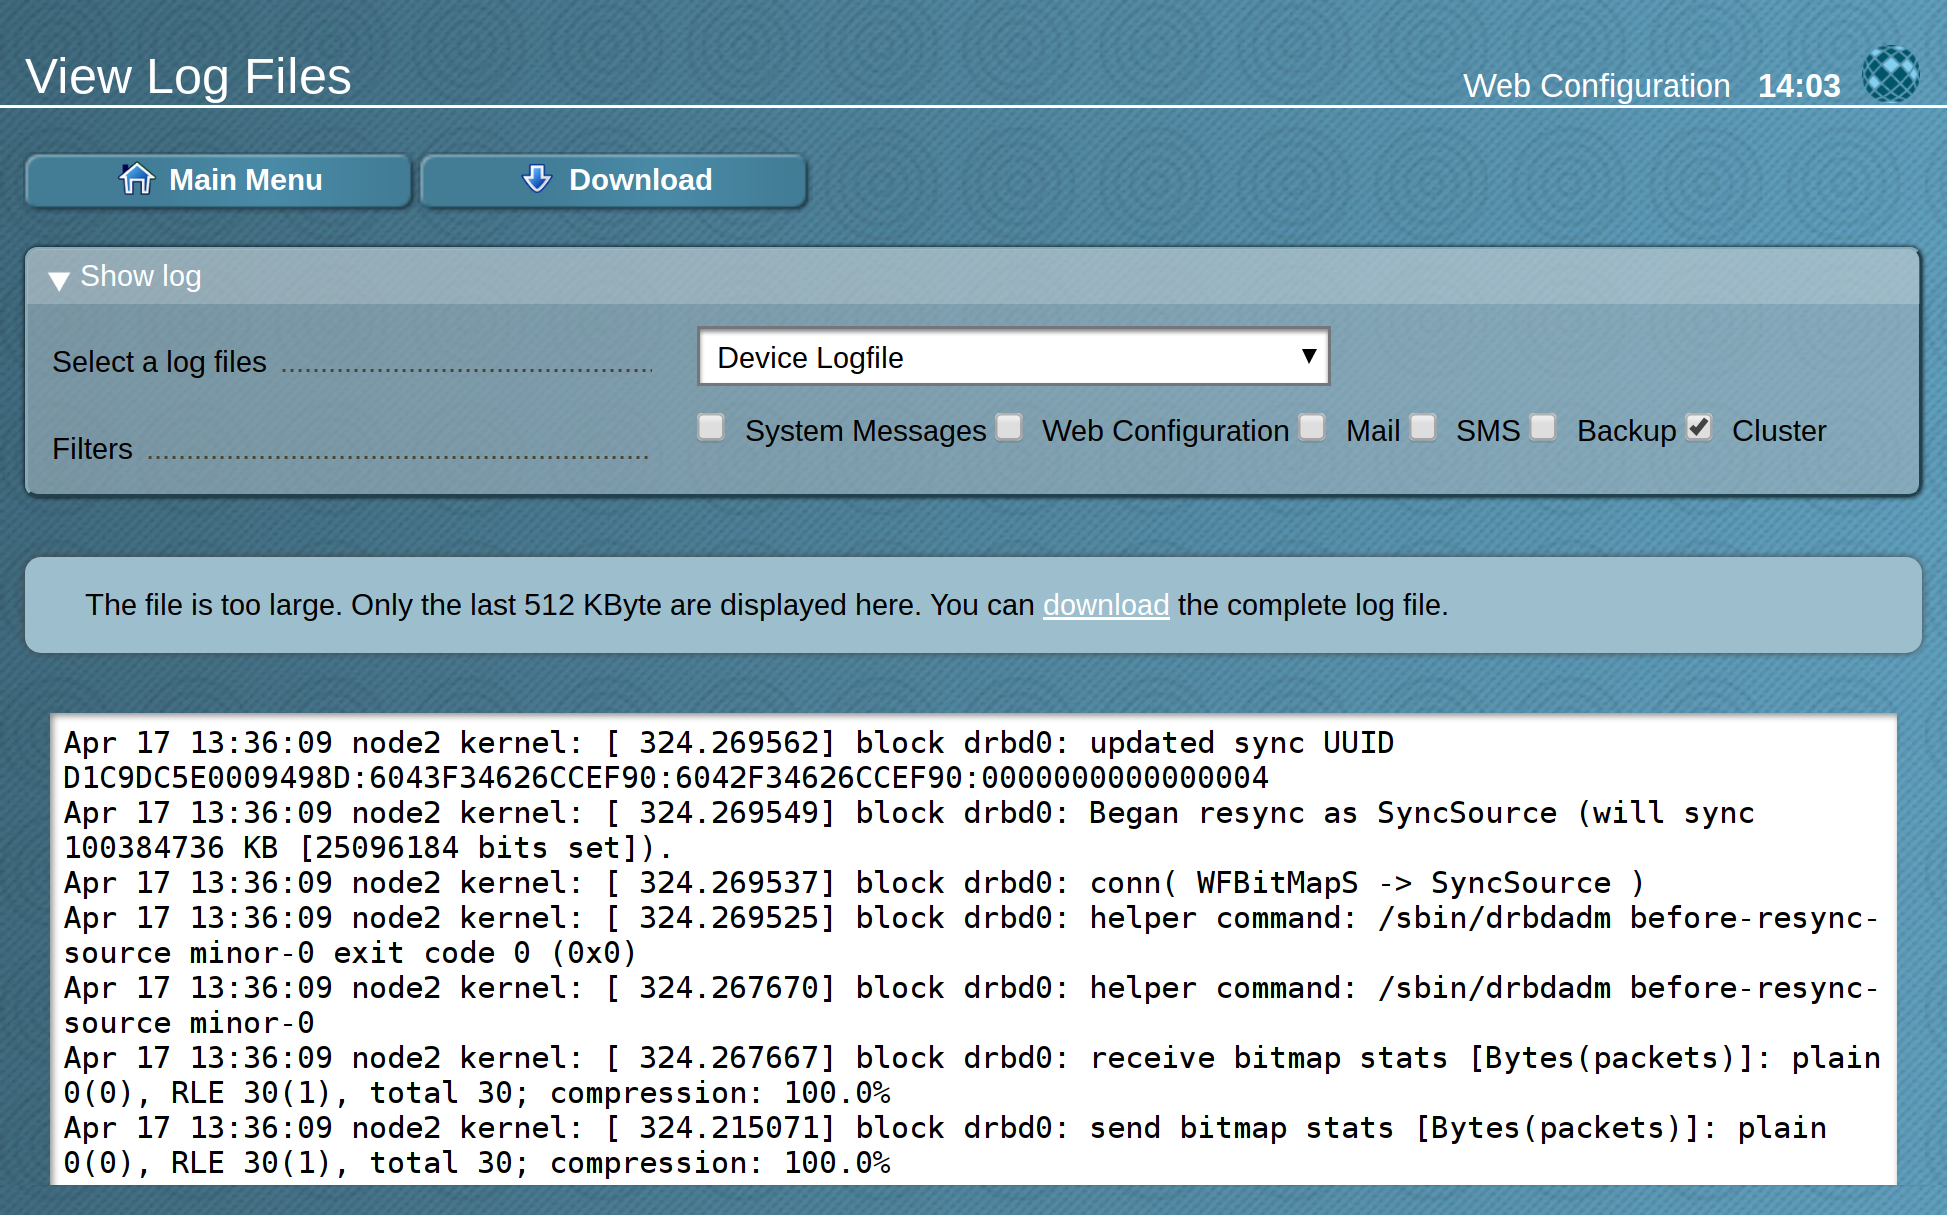 View Log Files
Web Configuration 14:03
Main Menu Download
Show log
Select a log files Device Logfile
Filters System Messages Web Configuration Mail SMS Backup Cluster
The file is too large. Only the last 512 KByte are displayed here. You can download the complete log file.
Apr 17 13:36:09 node2 kernel: [ 324.269562] block drbd0: updated sync UUID
D1C9DC5E0009498D:6043F34626CCEF90:6042F34626CCEF90:0000000000000004
Apr 17 13:36:09 node2 kernel: [ 324.269549] block drbd0: Began resync as SyncSource (will sync
100384736 KB [25096184 bits set]).
Apr 17 13:36:09 node2 kernel: [ 324.269537] block drbd0: conn( WFBitMapS -> SyncSource )
Apr 17 13:36:09 node2 kernel: [ 324.269525] block drbd0: helper command: /sbin/drbdadm before-resync-
source minor-0 exit code 0 (0x0)
Apr 17 13:36:09 node2 kernel: [ 324.267670] block drbd0: helper command: /sbin/drbdadm before-resync-
source minor-0
Apr 17 13:36:09 node2 kernel: [ 324.267667] block drbd0: receive bitmap stats [Bytes(packets)]: plain
0(0), RLE 30(1), total 30; compression: 100.0%
Apr 17 13:36:09 node2 kernel: [ 324.215071] block drbd0: send bitmap stats [Bytes(packets)]: plain
0(0), RLE 30(1), total 30; compression: 100.0%